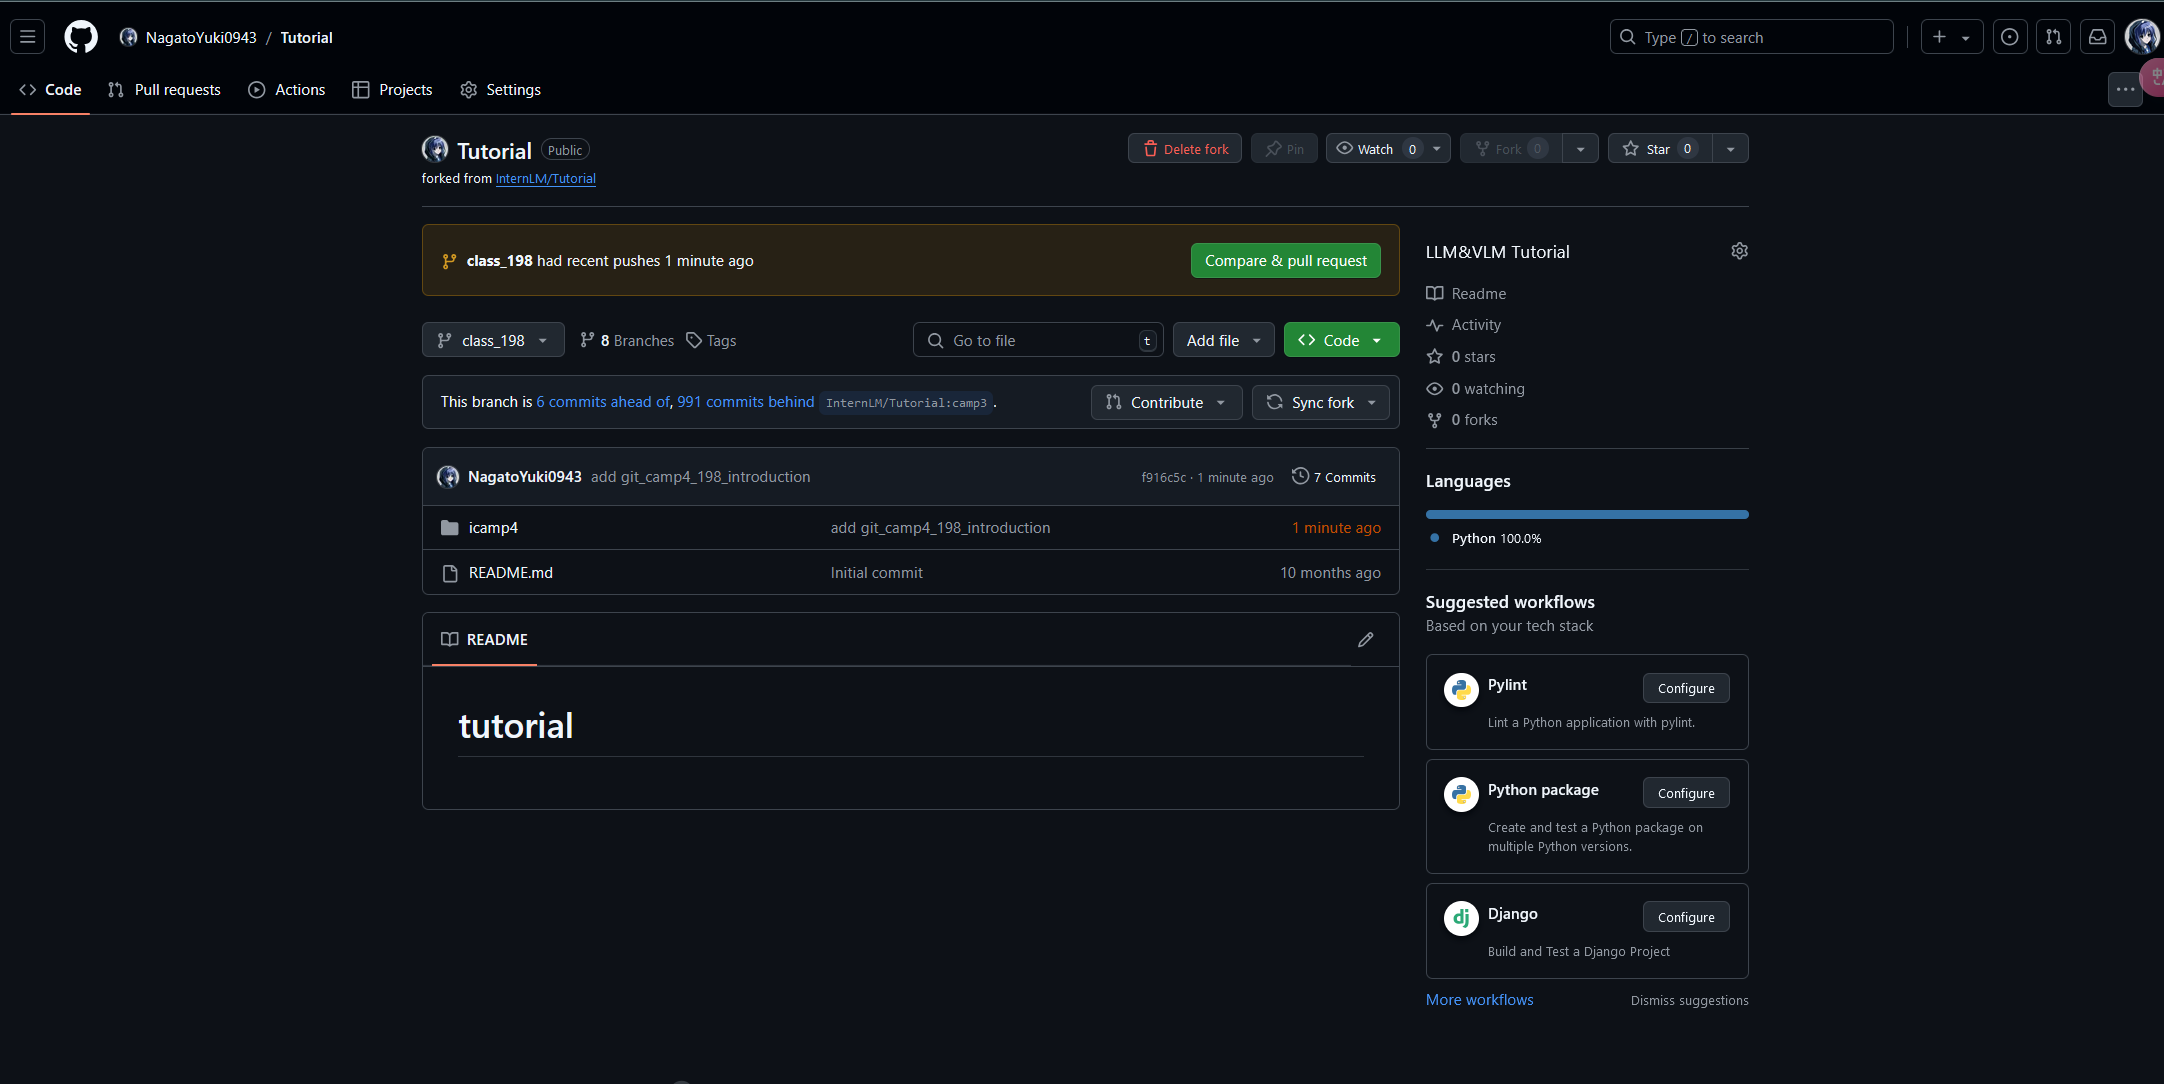 NagatoYuki0943 / Tutorial
Type / to search
Code
Pull requests
Actions
Projects
Settings
Tutorial Public
forked from InternLM/Tutorial
Delete fork
Pin
Watch 0
Fork 0
Star 0
class_198 had recent pushes 1 minute ago
Compare & pull request
class_198
8 Branches
Tags
Go to file t
Add file
Code
This branch is 6 commits ahead of, 991 commits behind InternLM/Tutorial:camp3.
Contribute
Sync fork
NagatoYuki0943 add git_camp4_198_introduction f916c5c · 1 minute ago 7 Commits
icamp4 add git_camp4_198_introduction 1 minute ago
README.md Initial commit 10 months ago
README
tutorial
LLM&VLM Tutorial
Readme
Activity
0 stars
0 watching
0 forks
Languages
Python 100.0%
Suggested workflows
Based on your tech stack
Pylint
Configure
Lint a Python application with pylint.
Python package
Configure
Create and test a Python package on
multiple Python versions.
dj
Django
Configure
Build and Test a Django Project
More workflows
Dismiss suggestions